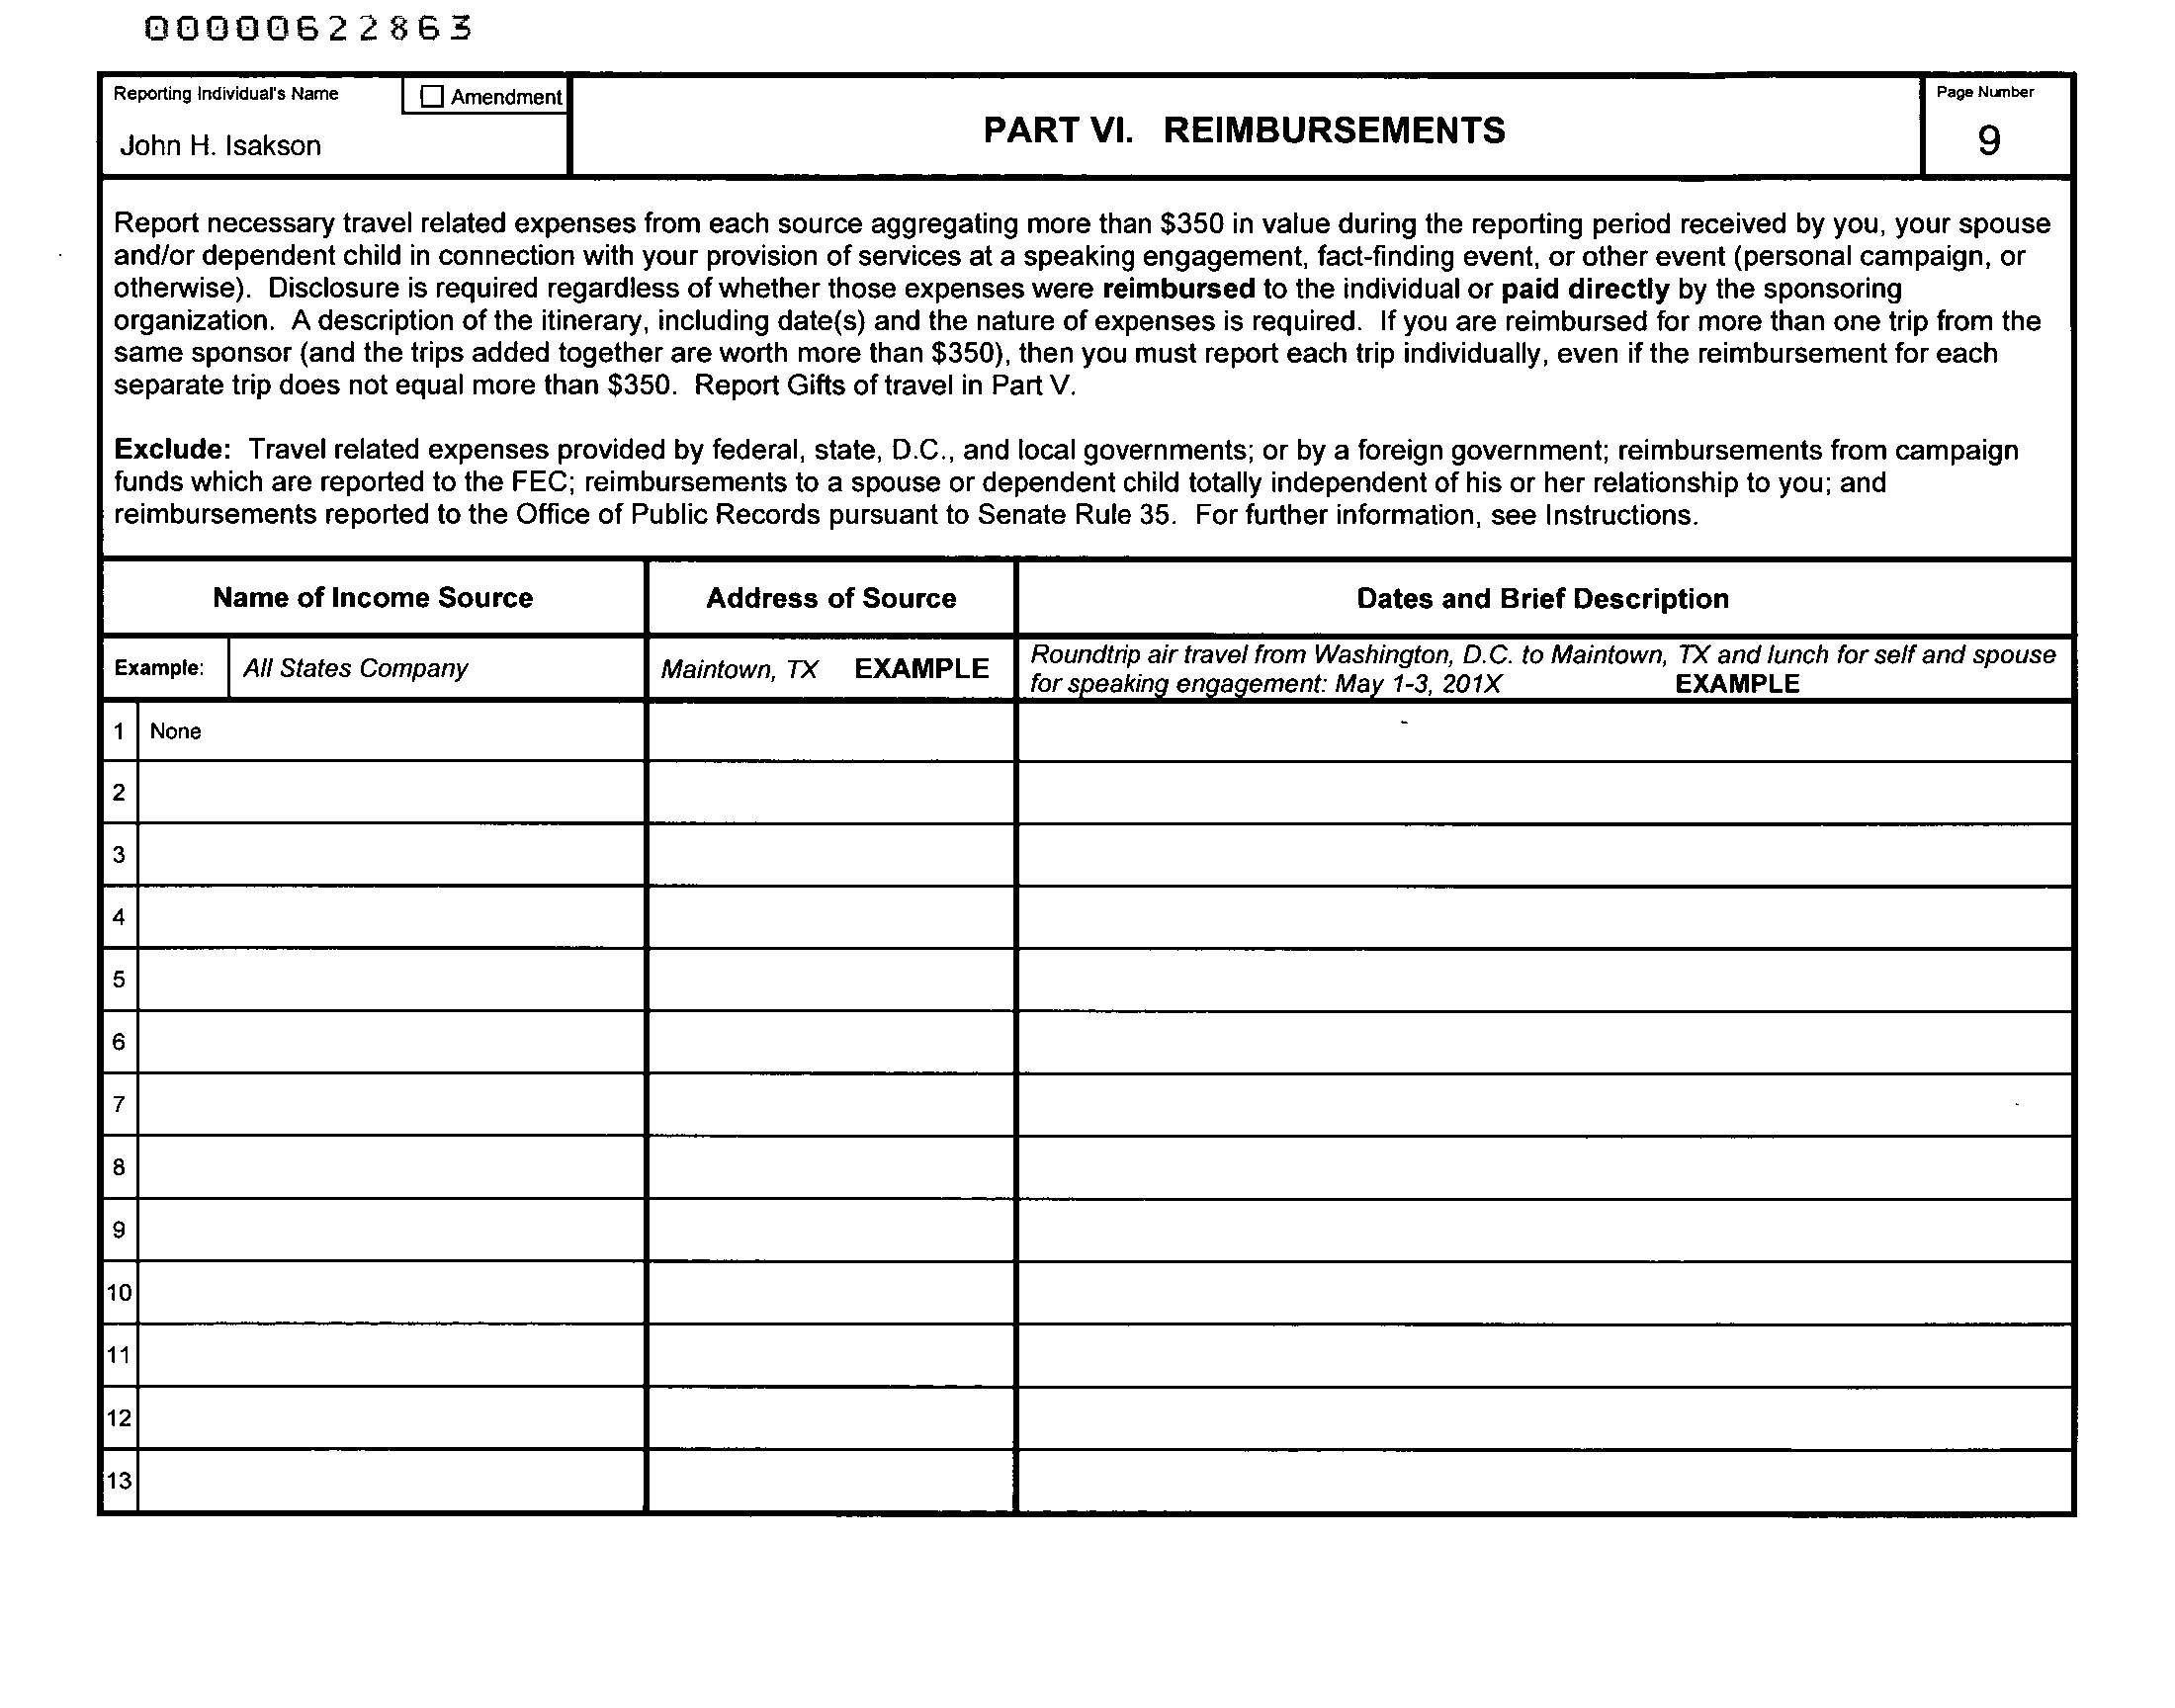 00000622863
Reporting Individual's Name
Amendment
John H. Isakson
PART VI. REIMBURSEMENTS
Page Number
9
Report necessary travel related expenses from each source aggregating more than $350 in value during the reporting period received by you, your spouse
and/or dependent child in connection with your provision of services at a speaking engagement, fact-finding event, or other event (personal campaign, or
otherwise). Disclosure is required regardless of whether those expenses were reimbursed to the individual or paid directly by the sponsoring
organization. A description of the itinerary, including date(s) and the nature of expenses is required. If you are reimbursed for more than one trip from the
same sponsor (and the trips added together are worth more than $350), then you must report each trip individually, even if the reimbursement for each
separate trip does not equal more than $350. Report Gifts of travel in Part V.
Exclude: Travel related expenses provided by federal, state, D.C., and local governments; or by a foreign government; reimbursements from campaign
funds which are reported to the FEC; reimbursements to a spouse or dependent child totally independent of his or her relationship to you; and
reimbursements reported to the Office of Public Records pursuant to Senate Rule 35. For further information, see Instructions.
Name of Income Source
Address of Source
Dates and Brief Description
Example:
All States Company
Maintown, TX EXAMPLE
Roundtrip air travel from Washington, D.C. to Maintown, TX and lunch for self and spouse
for speaking engagement: May 1-3, 201X EXAMPLE
1 None
2
3
4
5
6
7
8
9
10
11
12
13